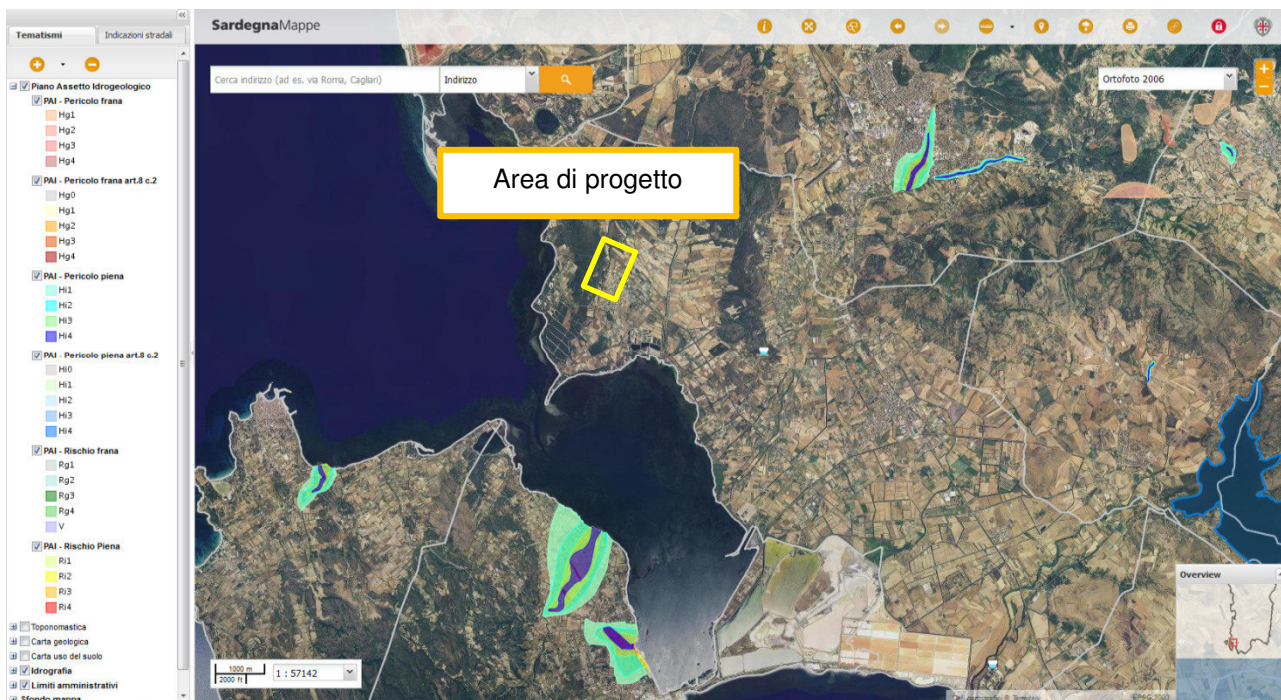 Tematismi
Indicazioni stradali
Piano Assetto Idrogeologico
PAI - Pericolo frana
Hg1
Hg2
Hg3
Hg4
PAI - Pericolo frana art.8 c.2
Hg0
Hg1
Hg2
Hg3
Hg4
PAI - Pericolo piena
Hi1
Hi2
Hi3
Hi4
PAI - Pericolo piena art.8 c.2
Hi0
Hi1
Hi2
Hi3
Hi4
PAI - Rischio frana
Rg1
Rg2
Rg3
Rg4
V
PAI - Rischio Piena
Ri1
Ri2
Ri3
Ri4
Toponomastica
Carta geologica
Carta uso del suolo
Idrografia
Limiti amministrativi
Sfondo mappa
SardegnaMappe
Cerca indirizzo (ad es. via Roma, Cagliari)
Indirizzo
Ortofoto 2006
Area di progetto
1000 m
2000 ft
1 : 57142
Overview